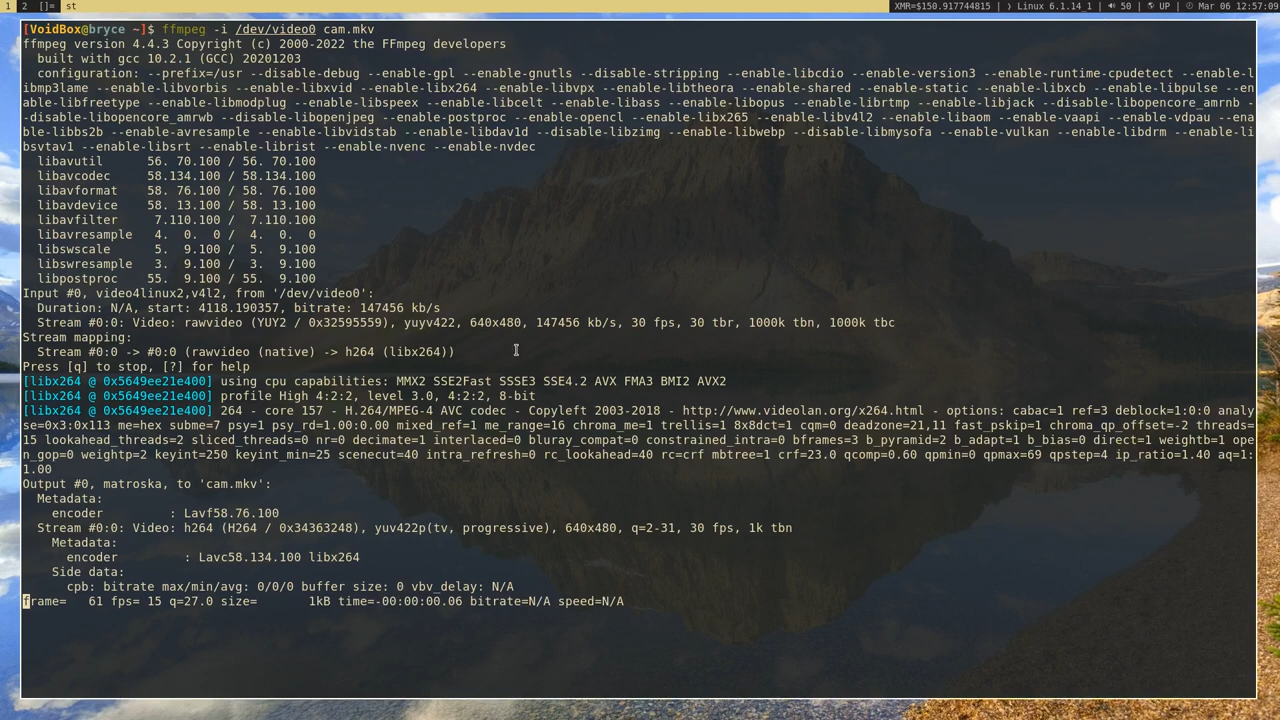 1 2 []= st XMR=$150.917744815 | Linux 6.1.14_1 | 50 | UP | Mar 06 12:57:09
[VoidBox@bryce ~]$ ffmpeg -i /dev/video0 cam.mkv
ffmpeg version 4.4.3 Copyright (c) 2000-2022 the FFmpeg developers
built with gcc 10.2.1 (GCC) 20201203
configuration: --prefix=/usr --disable-debug --enable-gpl --enable-gnutls --disable-stripping --enable-libcdio --enable-version3 --enable-runtime-cpudetect --enable-l
ibmp3lame --enable-libvorbis --enable-libxvid --enable-libx264 --enable-libvpx --enable-libtheora --enable-shared --enable-static --enable-libxcb --enable-libpulse --en
able-libfreetype --enable-libmodplug --enable-libspeex --enable-libcelt --enable-libass --enable-libopus --enable-librtmp --enable-libjack --disable-libopencore_amrnb -
-disable-libopencore_amrwb --disable-libopenjpeg --enable-postproc --enable-opencl --enable-libx265 --enable-libv4l2 --enable-libaom --enable-vaapi --enable-vdpau --ena
ble-libbs2b --enable-avresample --enable-libvidstab --enable-libdav1d --disable-libzimg --enable-libwebp --disable-libmysofa --enable-vulkan --enable-libdrm --enable-li
bsvtav1 --enable-libsrt --enable-librist --enable-nvenc --enable-nvdec
libavutil 56. 70.100 / 56. 70.100
libavcodec 58.134.100 / 58.134.100
libavformat 58. 76.100 / 58. 76.100
libavdevice 58. 13.100 / 58. 13.100
libavfilter 7.110.100 / 7.110.100
libavresample 4. 0. 0 / 4. 0. 0
libswscale 5. 9.100 / 5. 9.100
libswresample 3. 9.100 / 3. 9.100
libpostproc 55. 9.100 / 55. 9.100
Input #0, video4linux2,v4l2, from '/dev/video0':
Duration: N/A, start: 4118.190357, bitrate: 147456 kb/s
Stream #0:0: Video: rawvideo (YUY2 / 0x32595559), yuyv422, 640x480, 147456 kb/s, 30 fps, 30 tbr, 1000k tbn, 1000k tbc
Stream mapping:
Stream #0:0 -> #0:0 (rawvideo (native) -> h264 (libx264))
Press [q] to stop, [?] for help
[libx264 @ 0x5649ee21e400] using cpu capabilities: MMX2 SSE2Fast SSSE3 SSE4.2 AVX FMA3 BMI2 AVX2
[libx264 @ 0x5649ee21e400] profile High 4:2:2, level 3.0, 4:2:2, 8-bit
[libx264 @ 0x5649ee21e400] 264 - core 157 - H.264/MPEG-4 AVC codec - Copyleft 2003-2018 - http://www.videolan.org/x264.html - options: cabac=1 ref=3 deblock=1:0:0 analy
se=0x3:0x113 me=hex subme=7 psy=1 psy_rd=1.00:0.00 mixed_ref=1 me_range=16 chroma_me=1 trellis=1 8x8dct=1 cqm=0 deadzone=21,11 fast_pskip=1 chroma_qp_offset=-2 threads=
15 lookahead_threads=2 sliced_threads=0 nr=0 decimate=1 interlaced=0 bluray_compat=0 constrained_intra=0 bframes=3 b_pyramid=2 b_adapt=1 b_bias=0 direct=1 weightb=1 ope
n_gop=0 weightp=2 keyint=250 keyint_min=25 scenecut=40 intra_refresh=0 rc_lookahead=40 rc=crf mbtree=1 crf=23.0 qcomp=0.60 qpmin=0 qpmax=69 qpstep=4 ip_ratio=1.40 aq=1:
1.00
Output #0, matroska, to 'cam.mkv':
Metadata:
encoder : Lavf58.76.100
Stream #0:0: Video: h264 (H264 / 0x34363248), yuv422p(tv, progressive), 640x480, q=2-31, 30 fps, 1k tbn
Metadata:
encoder : Lavc58.134.100 libx264
Side data:
cpb: bitrate max/min/avg: 0/0/0 buffer size: 0 vbv_delay: N/A
frame= 61 fps= 15 q=27.0 size= 1kB time=-00:00:00.06 bitrate=N/A speed=N/A